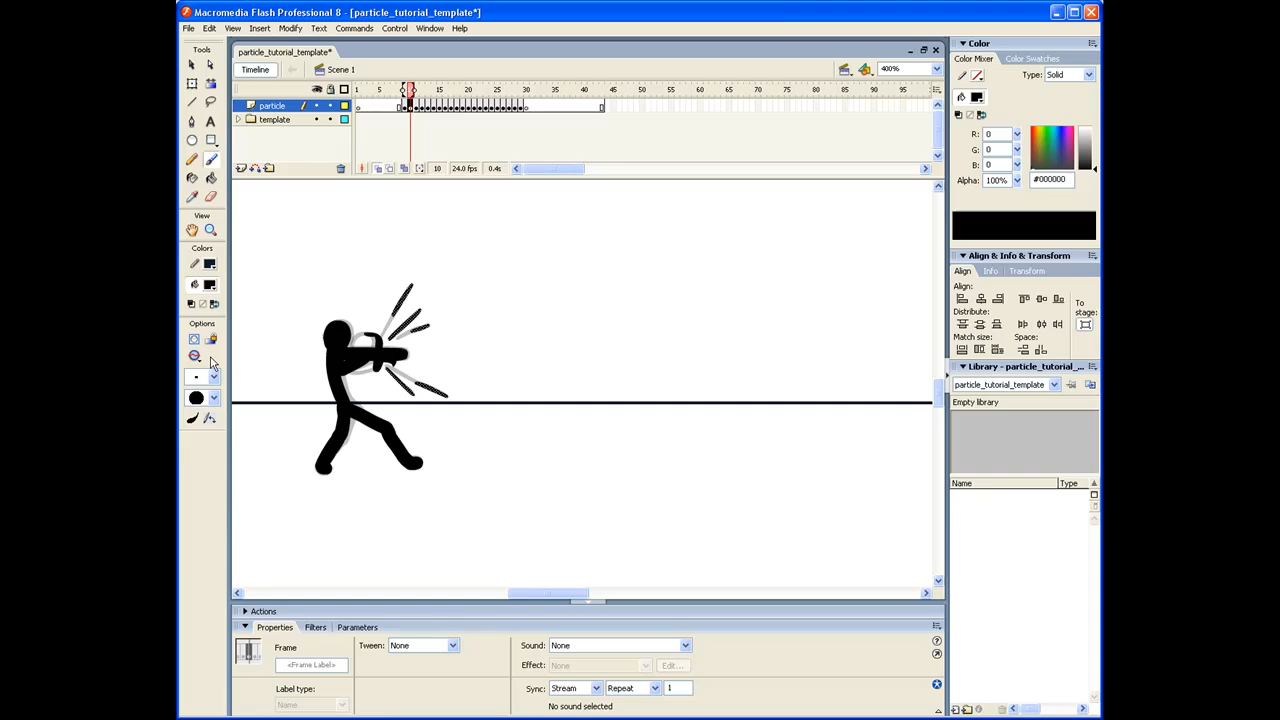 Macromedia Flash Professional 8 - [particle_tutorial_template*]
File Edit View Insert Modify Text Commands Control Window Help
Tools
particle_tutorial_template*
Timeline
Scene 1
400%
1 5 10 15 20 25 30 35 40 45 50 55 60 65 70 75 80 85 90 95
particle
template
10 24.0 fps 0.4s
View
Colors
Options
Color
Color Mixer Color Swatches
Type: Solid
R: 0
G: 0
B: 0
Alpha: 100% #000000
Align & Info & Transform
Align Info Transform
Align:
Distribute:
To stage
Match size: Space:
Library - particle_tutorial_...
particle_tutorial_template
Empty library
Name Type
Actions
Properties Filters Parameters
Frame
<Frame Label>
Label type:
Name
Tween: None
Sound: None
Effect: None Edit...
Sync: Stream Repeat 1
No sound selected